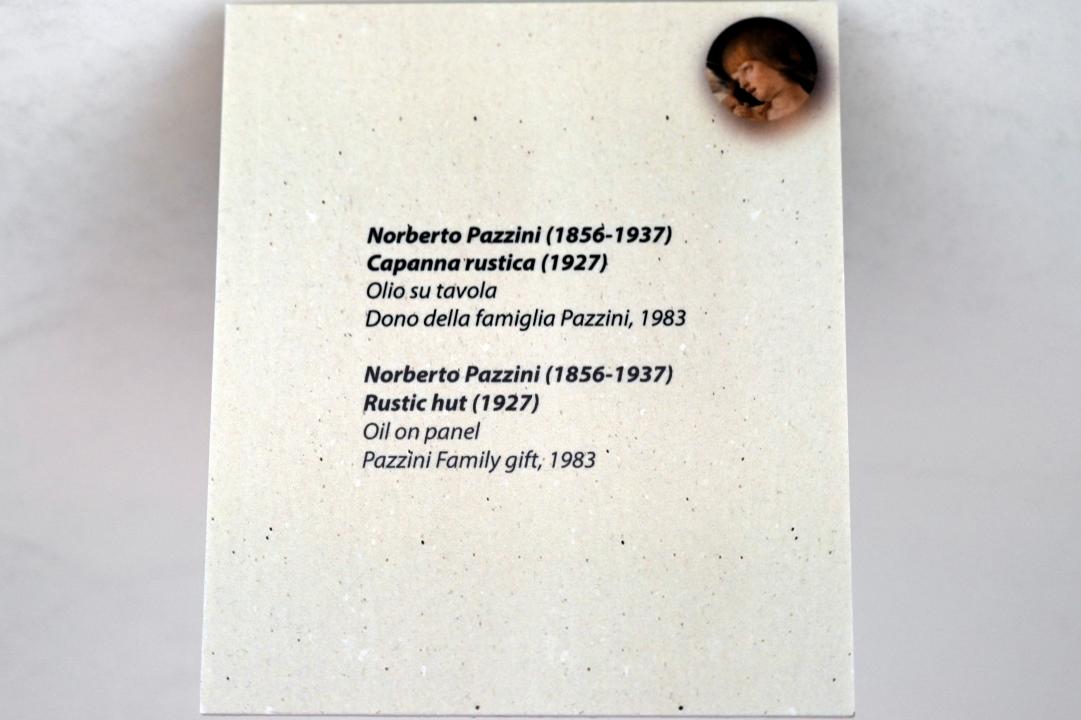 Norberto Pazzini (1856-1937)
Capanna rustica (1927)
Olio su tavola
Dono della famiglia Pazzini, 1983
Norberto Pazzini (1856-1937)
Rustic hut (1927)
Oil on panel
Pazzini Family gift, 1983